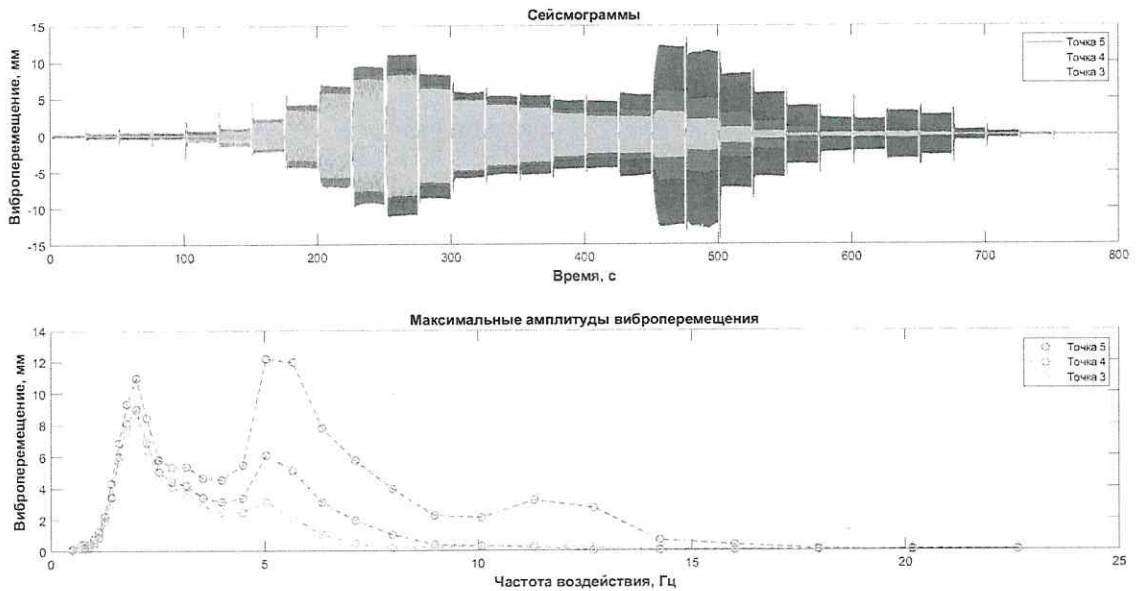 Сейсмограммы
Виброперемещение, мм
15
10
5
0
-5
-10
-15
Точка 5
Точка 4
Точка 3
0 100 200 300 400 500 600 700 800
Время, с
Максимальные амплитуды виброперемещения
Виброперемещение, мм
14
12
10
8
6
4
2
0
Точка 5
Точка 4
Точка 3
0 5 10 15 20 25
Частота воздействия, Гц